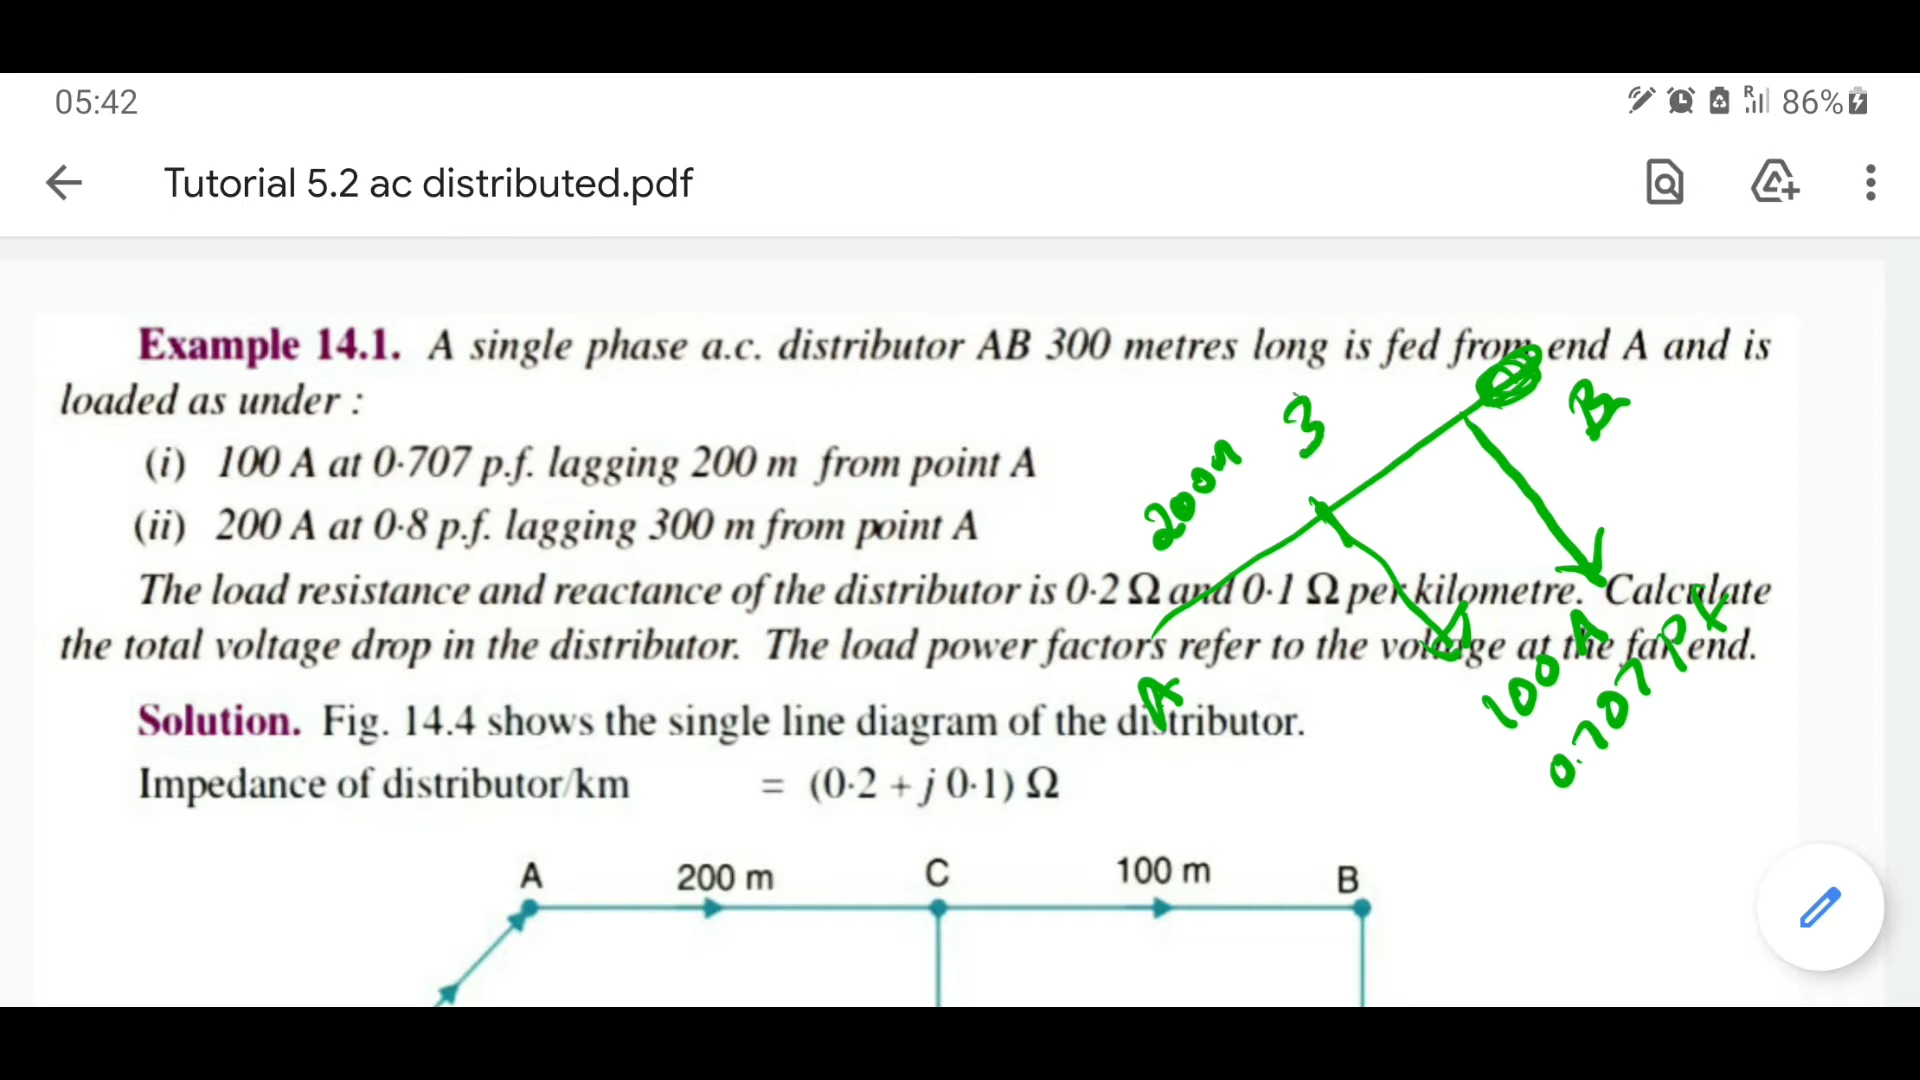 05:42
R 86%
Tutorial 5.2 ac distributed.pdf
Example 14.1. A single phase a.c. distributor AB 300 metres long is fed from end A and is
loaded as under :
(i) 100 A at 0·707 p.f. lagging 200 m from point A
(ii) 200 A at 0·8 p.f. lagging 300 m from point A
The load resistance and reactance of the distributor is 0·2 Ω and 0·1 Ω per kilometre. Calculate
the total voltage drop in the distributor. The load power factors refer to the voltage at the far end.
Solution. Fig. 14.4 shows the single line diagram of the distributor.
Impedance of distributor/km = (0·2 + j 0·1) Ω
A 200 m C 100 m B
200m 3
B
A
100 A
0.707 Pf